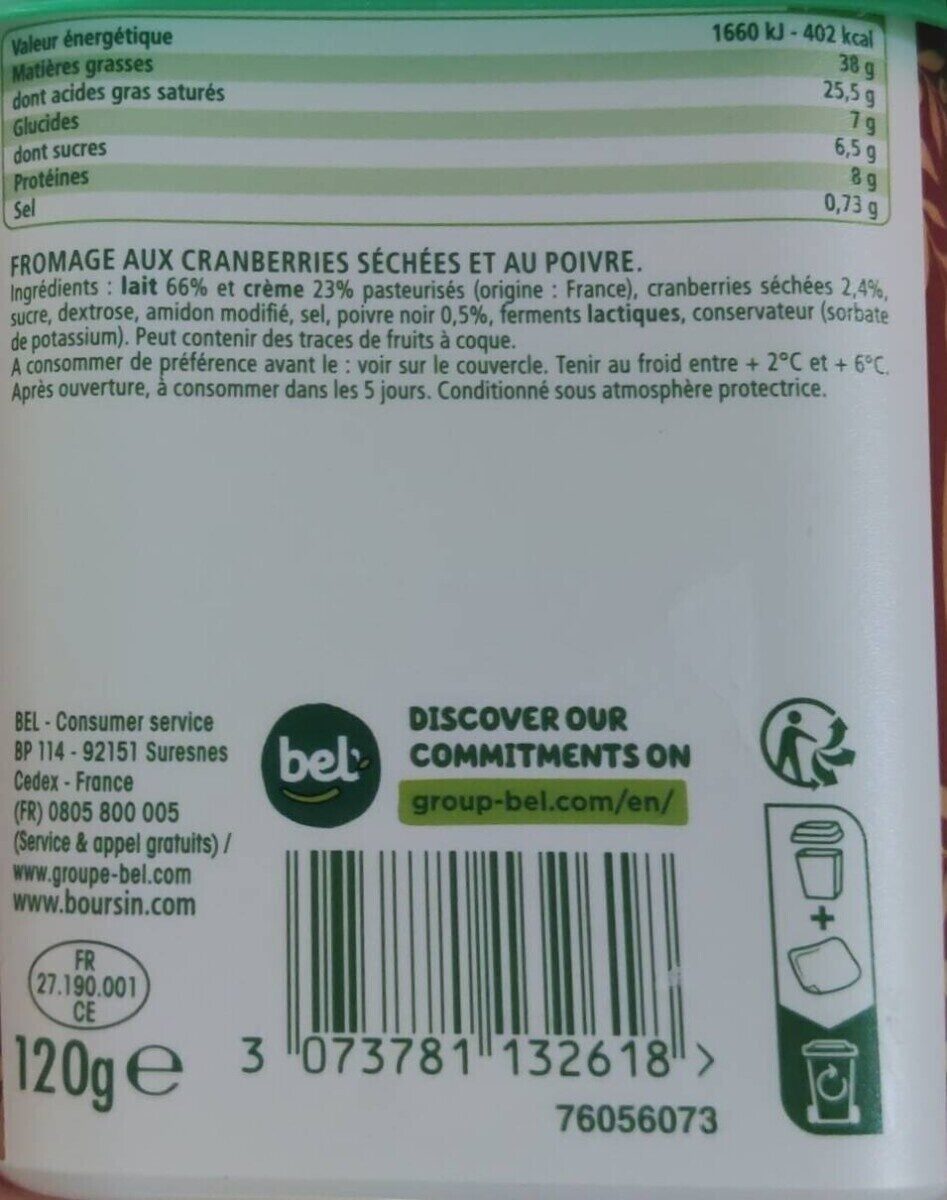 Valeur énergétique 1660 kJ - 402 kcal
Matières grasses 38 g
dont acides gras saturés 25,5 g
Glucides 7 g
dont sucres 6,5 g
Protéines 8 g
Sel 0,73 g
FROMAGE AUX CRANBERRIES SÉCHÉES ET AU POIVRE.
Ingrédients : lait 66% et crème 23% pasteurisés (origine : France), cranberries séchées 2,4%,
sucre, dextrose, amidon modifié, sel, poivre noir 0,5%, ferments lactiques, conservateur (sorbate
de potassium). Peut contenir des traces de fruits à coque.
A consommer de préférence avant le : voir sur le couvercle. Tenir au froid entre + 2°C et + 6°C.
Après ouverture, à consommer dans les 5 jours. Conditionné sous atmosphère protectrice.
BEL - Consumer service
BP 114 - 92151 Suresnes
Cedex - France
(FR) 0805 800 005
(Service & appel gratuits) /
www.groupe-bel.com
www.boursin.com
bel
DISCOVER OUR
COMMITMENTS ON
group-bel.com/en/
FR
27.190.001
CE
120g e
3 073781 132618 >
76056073
+